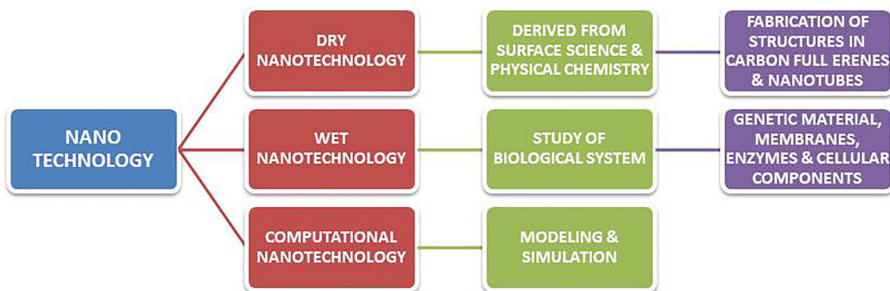 NANO
TECHNOLOGY
DRY
NANOTECHNOLOGY
DERIVED FROM
SURFACE SCIENCE &
PHYSICAL CHEMISTRY
FABRICATION OF
STRUCTURES IN
CARBON FULL ERENES
& NANOTUBES
WET
NANOTECHNOLOGY
STUDY OF
BIOLOGICAL SYSTEM
GENETIC MATERIAL,
MEMBRANES,
ENZYMES & CELLULAR
COMPONENTS
COMPUTATIONAL
NANOTECHNOLOGY
MODELING &
SIMULATION